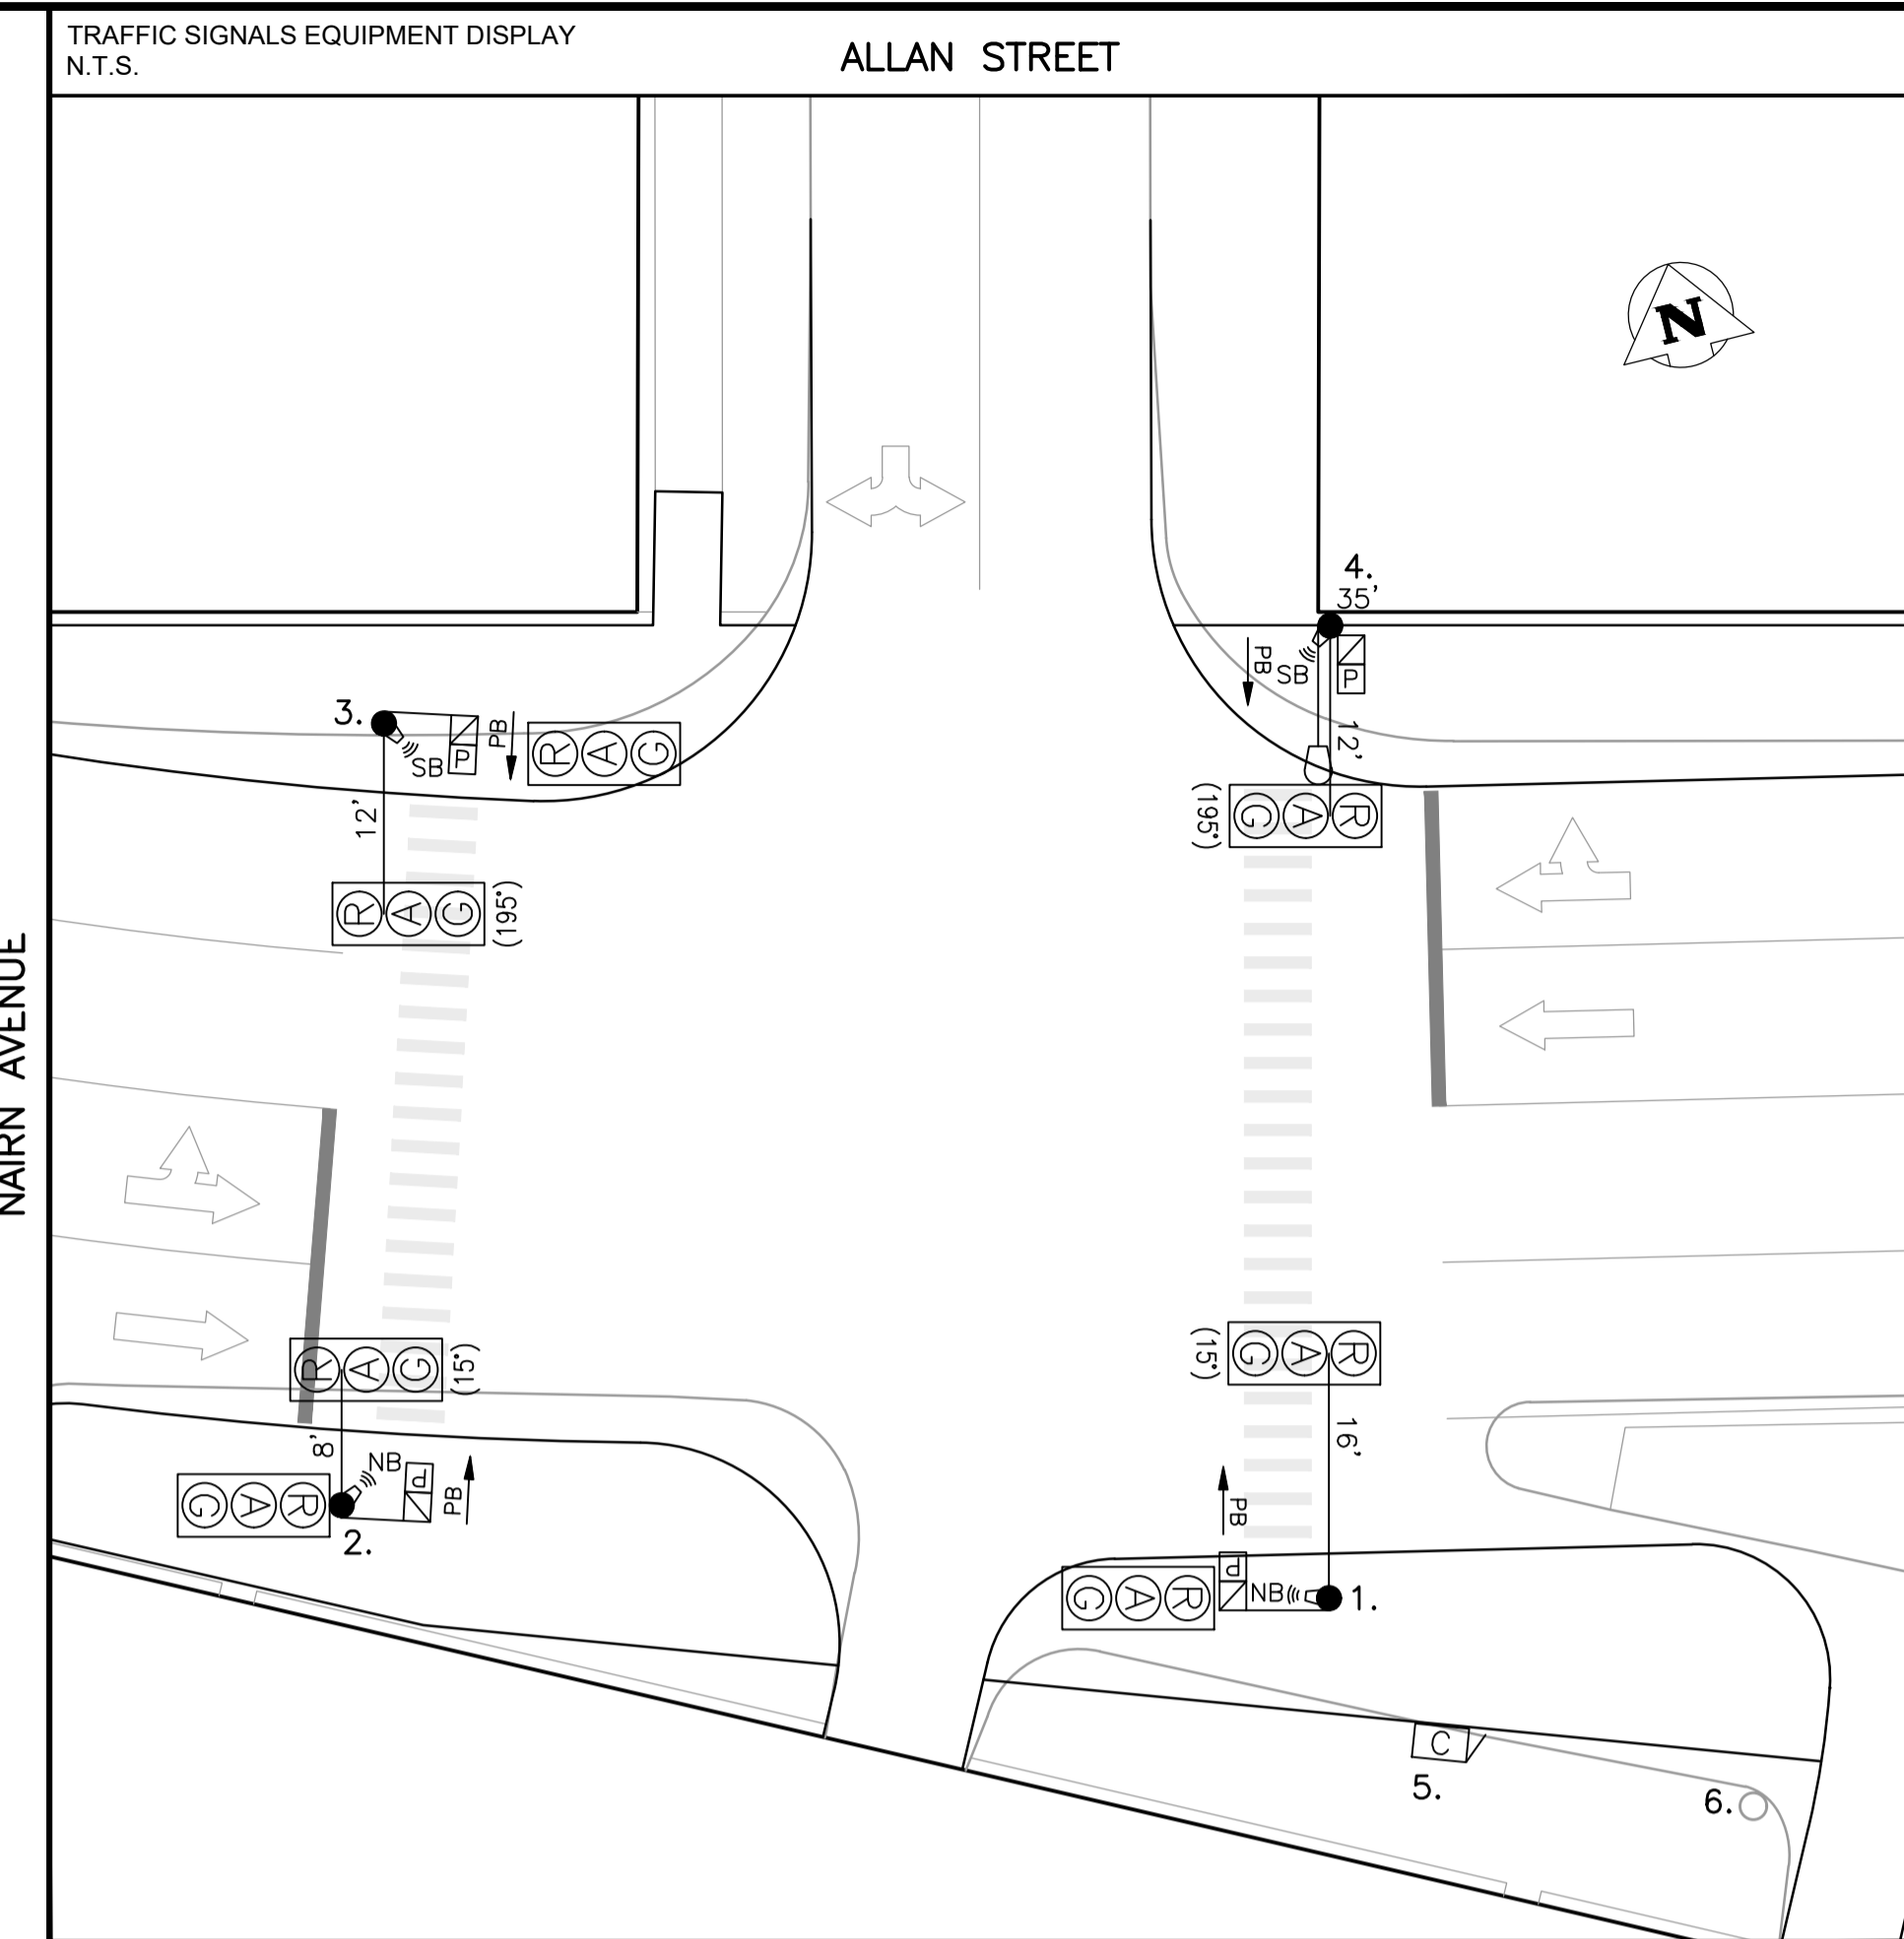 TRAFFIC SIGNALS EQUIPMENT DISPLAY
N.T.S.
ALLAN STREET
NAIRN AVENUE
N
4.
35'
PB
SB
P
12'
3.
SB
P
PB
R A G
12'
R A G
(195°)
(195°)
G A R
R A G
(15°)
8'
NB
P
PB
G A R
2.
(15°)
G A R
16'
PB
P
G A R
NB
1.
C
5.
6.